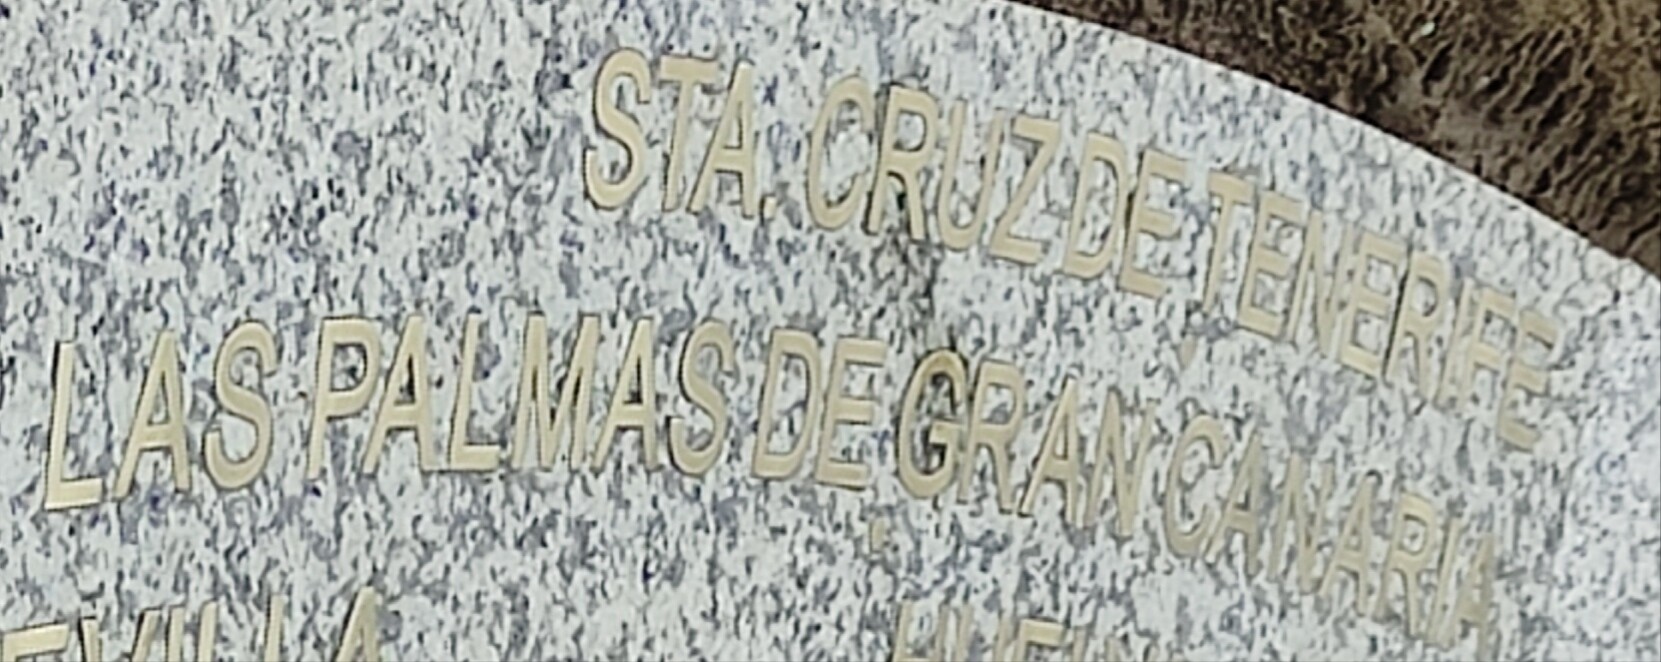 STA. CRUZ DE TENERIFE
LAS PALMAS DE GRAN CANARIA